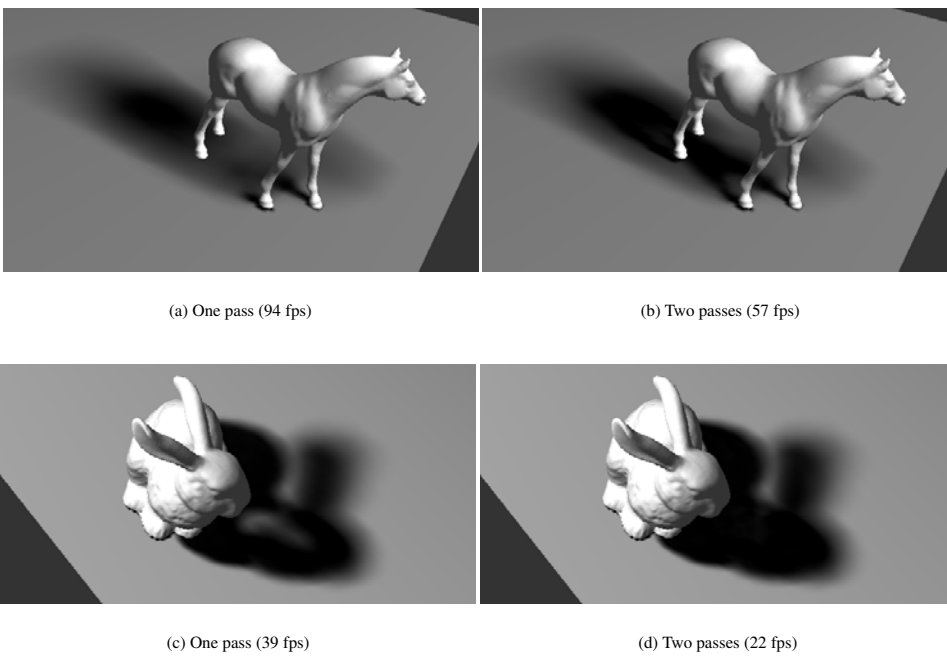 (a) One pass (94 fps)
(b) Two passes (57 fps)
(c) One pass (39 fps)
(d) Two passes (22 fps)